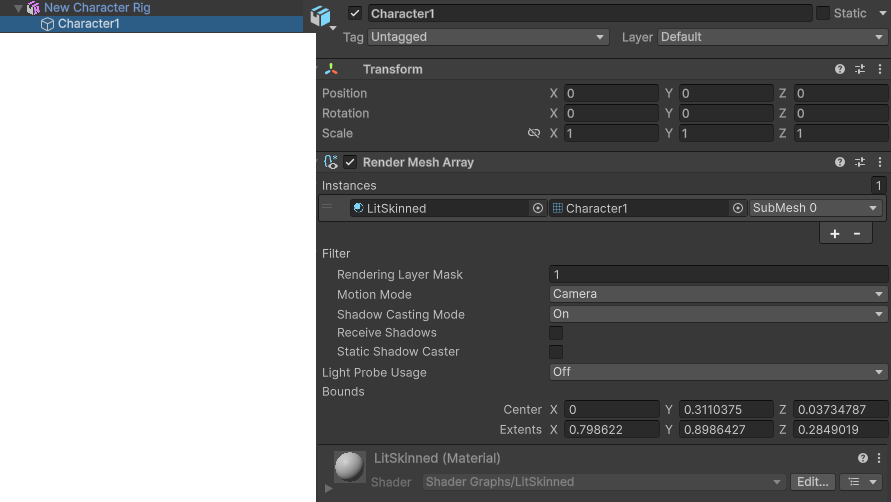 New Character Rig
Character1
Character1
Static
Tag Untagged Layer Default
Transform
Position X 0 Y 0 Z 0
Rotation X 0 Y 0 Z 0
Scale X 1 Y 1 Z 1
Render Mesh Array
Instances 1
LitSkinned Character1 SubMesh 0
+ -
Filter
Rendering Layer Mask 1
Motion Mode Camera
Shadow Casting Mode On
Receive Shadows
Static Shadow Caster
Light Probe Usage Off
Bounds
Center X 0 Y 0.3110375 Z 0.03734787
Extents X 0.798622 Y 0.8986427 Z 0.2849019
LitSkinned (Material)
Shader Shader Graphs/LitSkinned Edit...